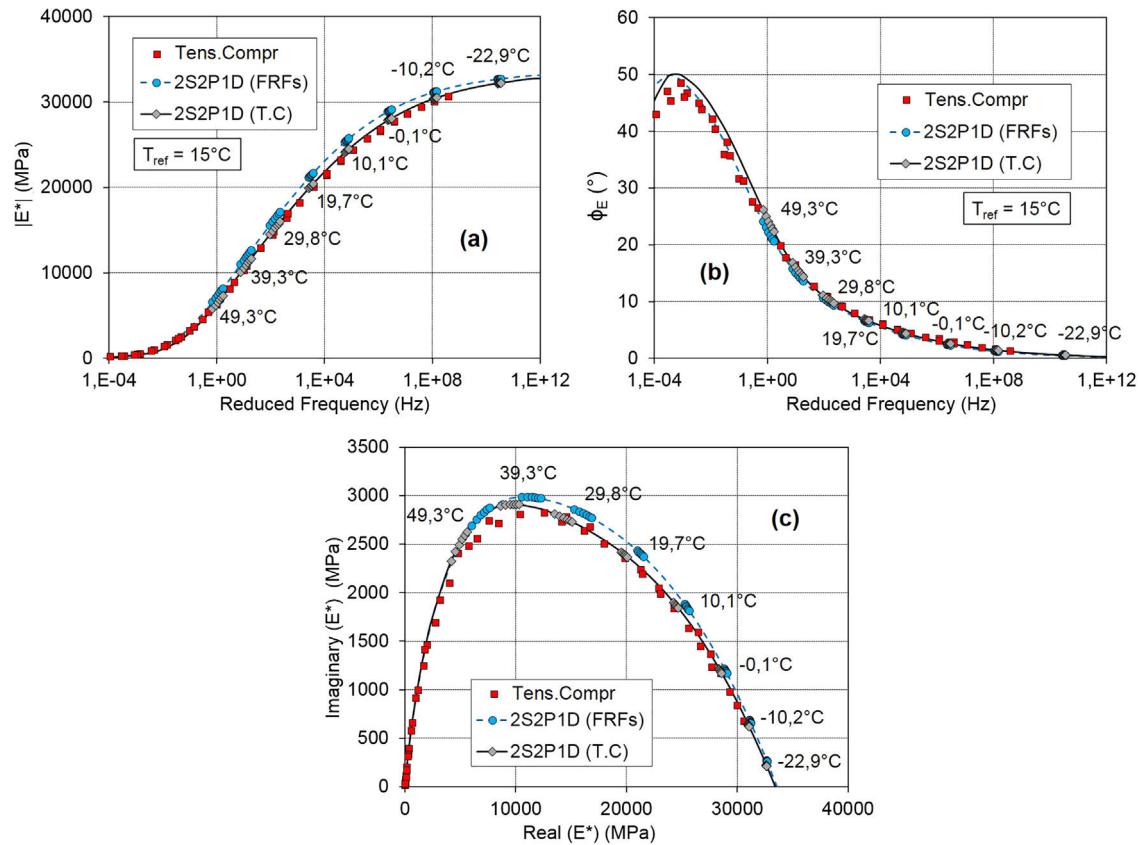 40000
30000
20000
10000
0
|E*| (MPa)
Tens.Compr
2S2P1D (FRFs)
2S2P1D (T.C)
Tref = 15°C
-22,9°C
-10,2°C
-0,1°C
10,1°C
19,7°C
29,8°C
39,3°C
49,3°C
(a)
1,E-04
1,E+00
1,E+04
1,E+08
1,E+12
Reduced Frequency (Hz)
60
50
40
30
20
10
0
ϕE (°)
Tens.Compr
2S2P1D (FRFs)
2S2P1D (T.C)
Tref = 15°C
49,3°C
39,3°C
(b)
29,8°C
10,1°C
-0,1°C
-10,2°C
-22,9°C
19,7°C
1,E-04
1,E+00
1,E+04
1,E+08
1,E+12
Reduced Frequency (Hz)
3500
3000
2500
2000
1500
1000
500
0
Imaginary (E*) (MPa)
39,3°C
29,8°C
49,3°C
(c)
19,7°C
10,1°C
-0,1°C
-10,2°C
-22,9°C
Tens.Compr
2S2P1D (FRFs)
2S2P1D (T.C)
0
10000
20000
30000
40000
Real (E*) (MPa)